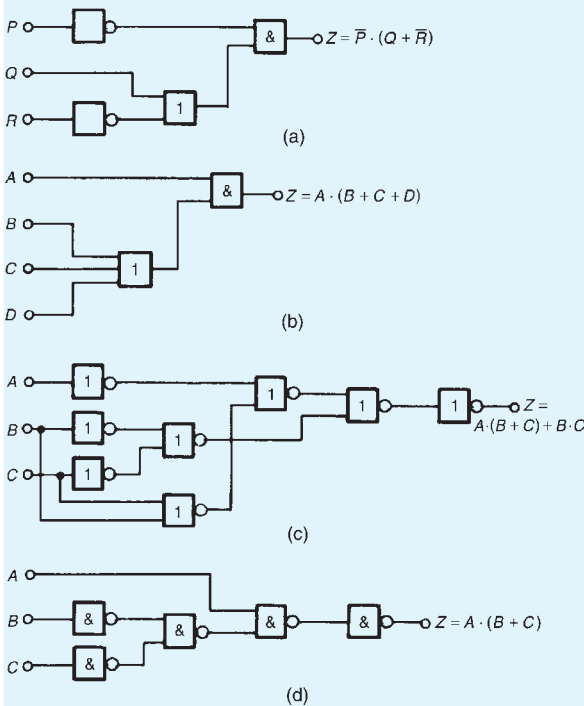 P
&
Z = P̅ · (Q + R̅)
Q
1
R
(a)
A
&
Z = A · (B + C + D)
B
C
1
D
(b)
A
1
1
1
1
Z =
A·(B + C) + B·C
B
1
1
C
1
1
(c)
A
B
&
&
&
&
Z = A · (B + C)
C
&
(d)